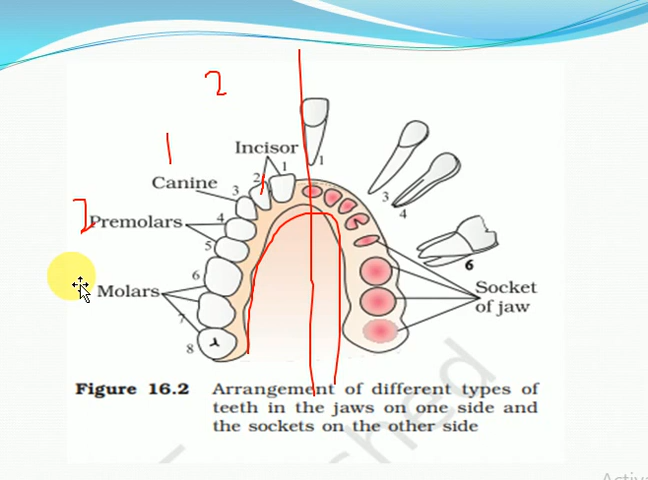 2
1
Incisor
1
2
1
Canine
3
3
4
2
Premolars
4
5
6
6
Molars
Socket
of jaw
7
8
Figure 16.2 Arrangement of different types of
teeth in the jaws on one side and
the sockets on the other side